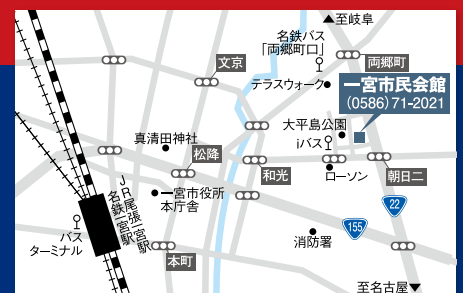 ▲至岐阜
名鉄バス
「両郷町口」
両郷町
文京
テラスウォーク
一宮市民会館
(0586)71-2021
大平島公園
iバス
真清田神社
松降
和光
ローソン
朝日二
一宮市役所
本庁舎
JR尾張一宮駅
名鉄一宮駅
22
155
バス
ターミナル
消防署
本町
至名古屋▼